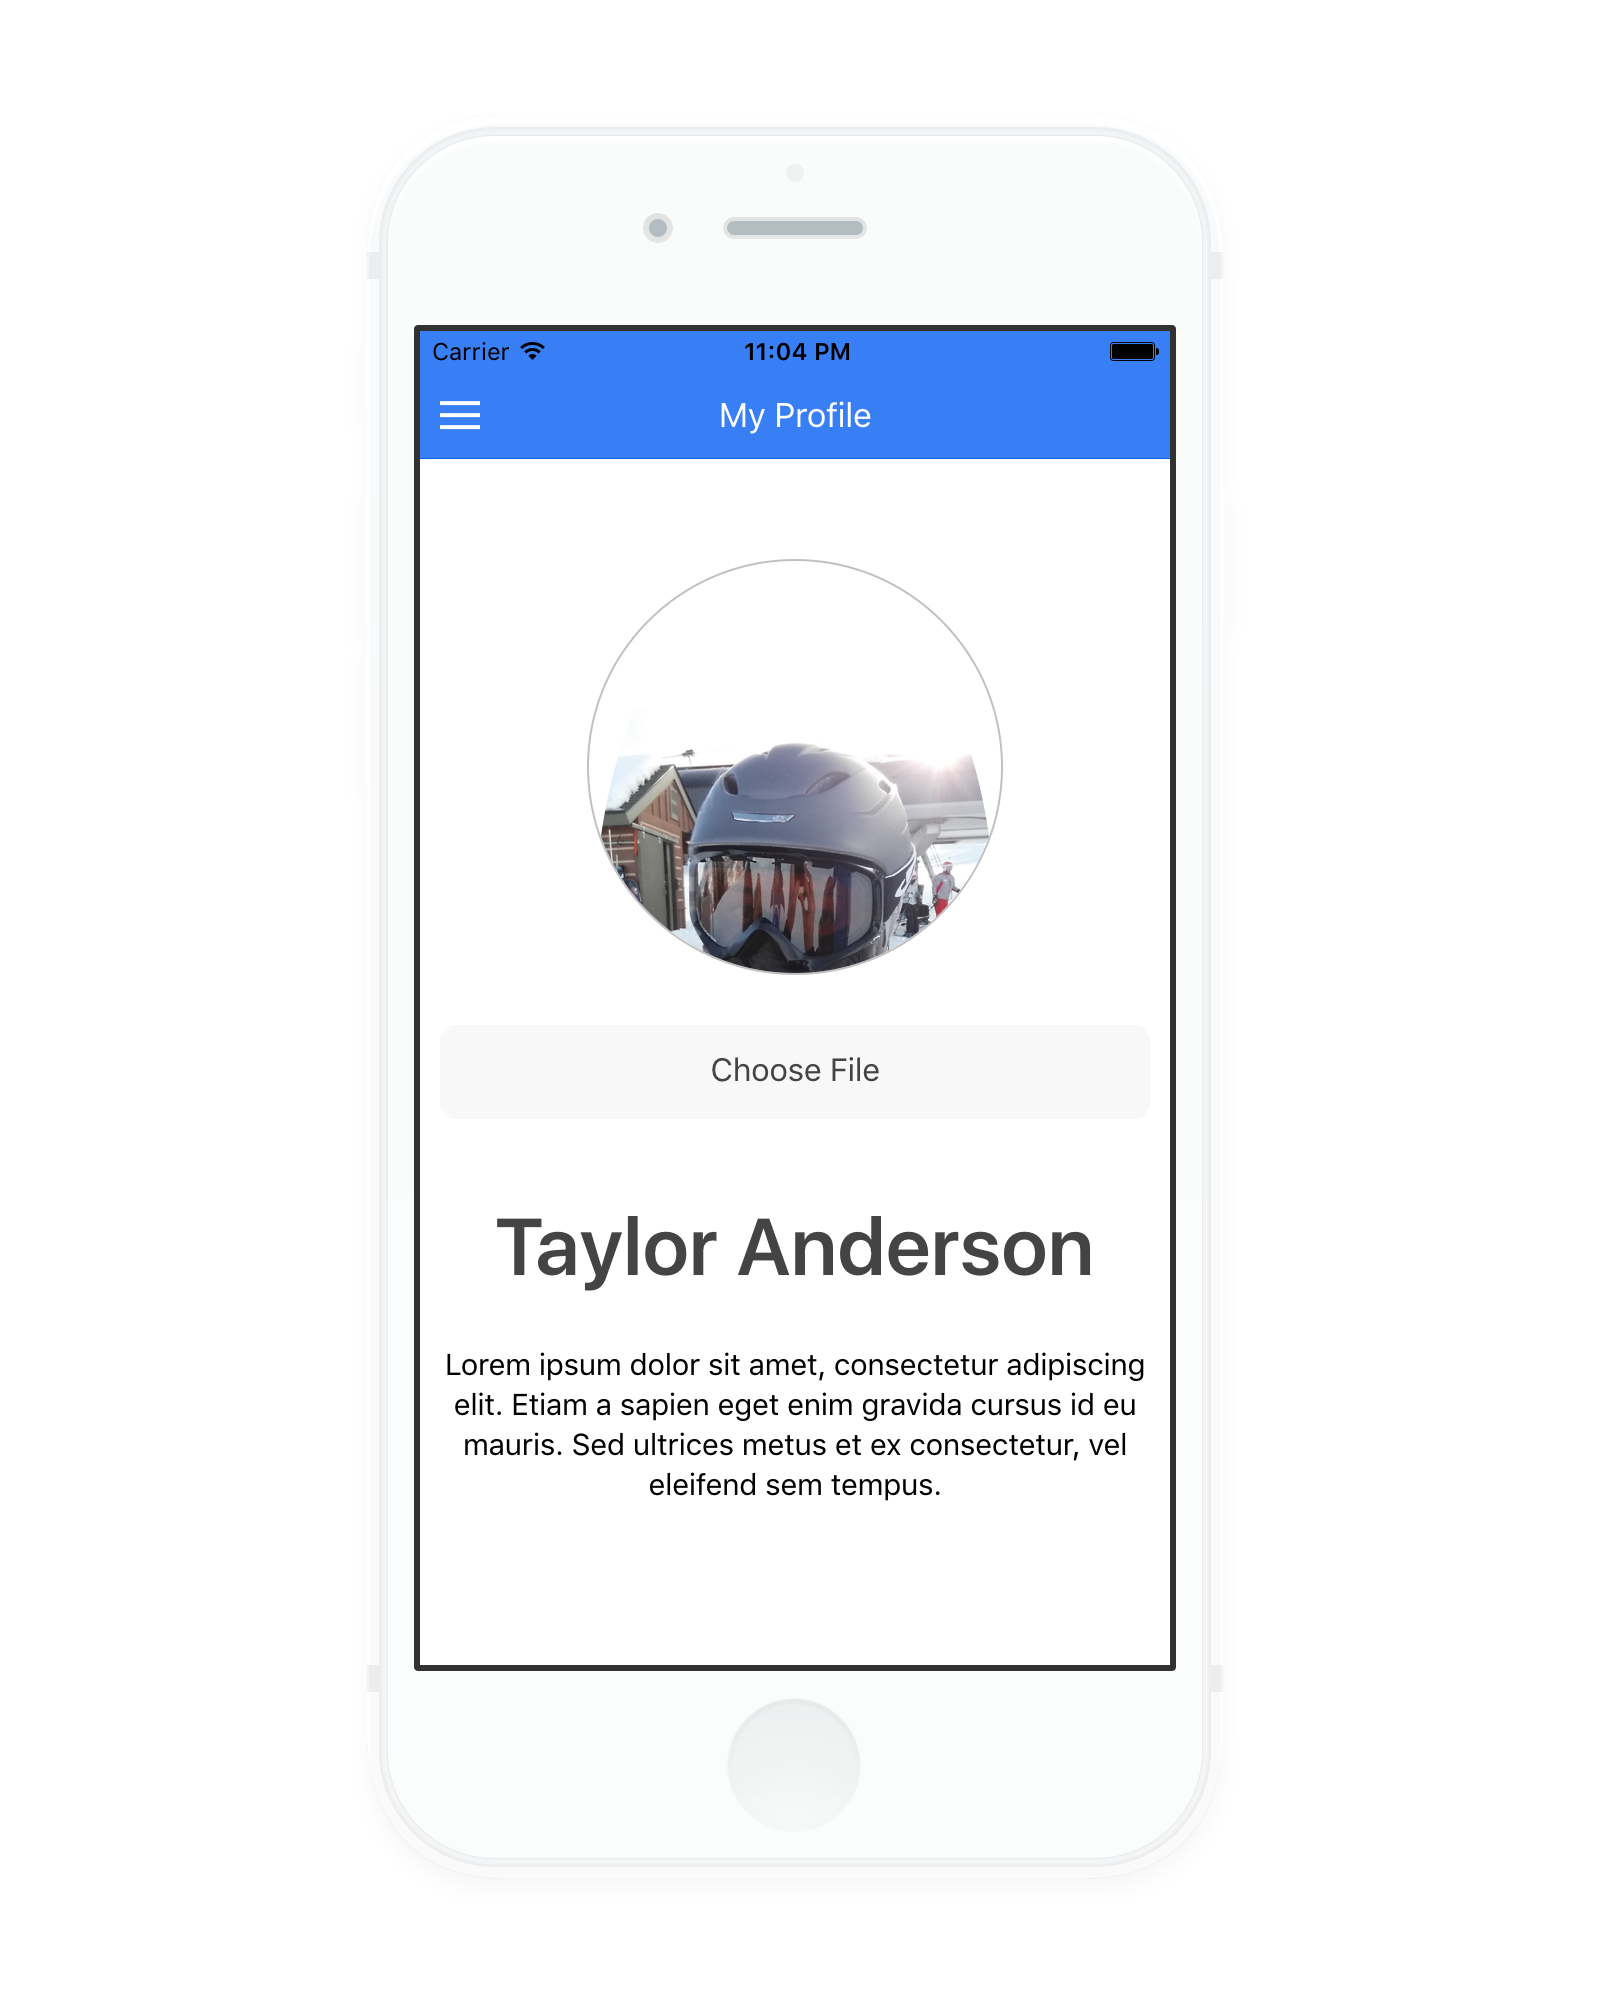 Carrier 11:04 PM
My Profile
Choose File
Taylor Anderson
Lorem ipsum dolor sit amet, consectetur adipiscing
elit. Etiam a sapien eget enim gravida cursus id eu
mauris. Sed ultrices metus et ex consectetur, vel
eleifend sem tempus.